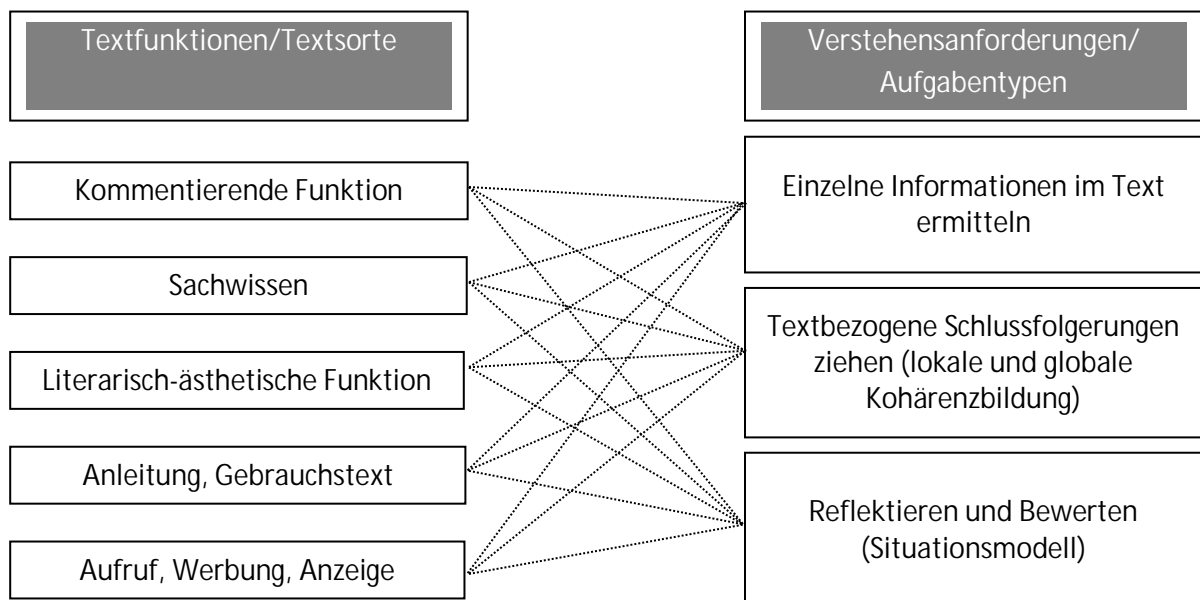 Textfunktionen/Textsorte
Verstehensanforderungen/
Aufgabentypen
Kommentierende Funktion
Sachwissen
Literarisch-ästhetische Funktion
Anleitung, Gebrauchstext
Aufruf, Werbung, Anzeige
Einzelne Informationen im Text
ermitteln
Textbezogene Schlussfolgerungen
ziehen (lokale und globale
Kohärenzbildung)
Reflektieren und Bewerten
(Situationsmodell)